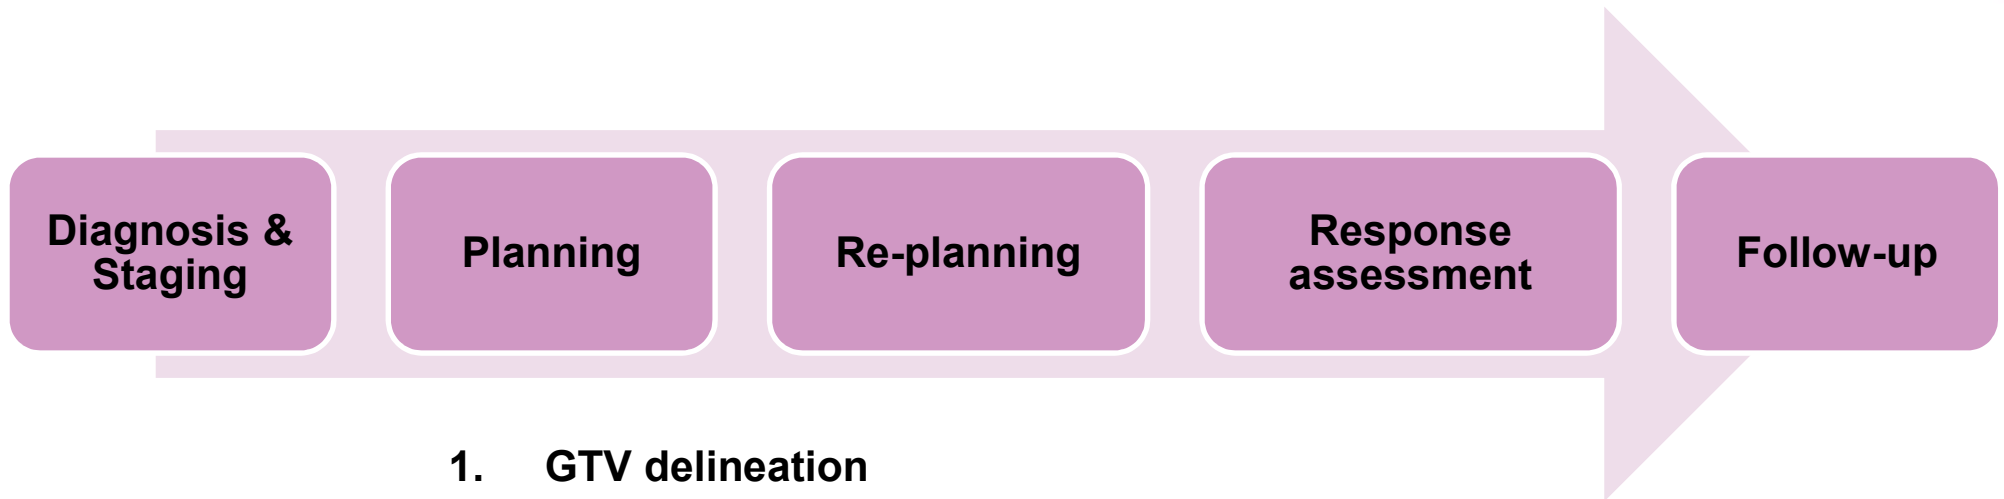 Diagnosis &
Staging
Planning
Re-planning
Response
assessment
Follow-up
1. GTV delineation